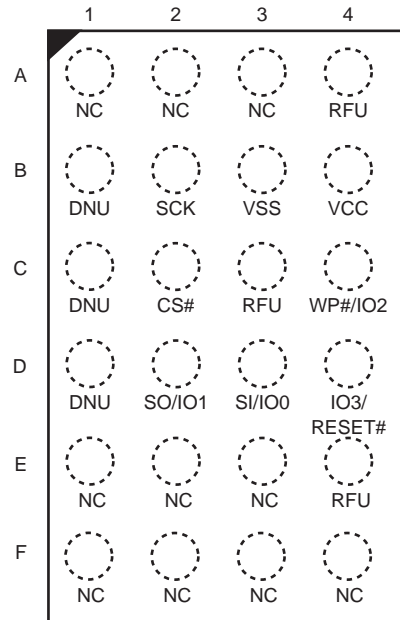 1 2 3 4
A
NC NC NC RFU
B
DNU SCK VSS VCC
C
DNU CS# RFU WP#/IO2
D
DNU SO/IO1 SI/IO0 IO3/
RESET#
E
NC NC NC RFU
F
NC NC NC NC